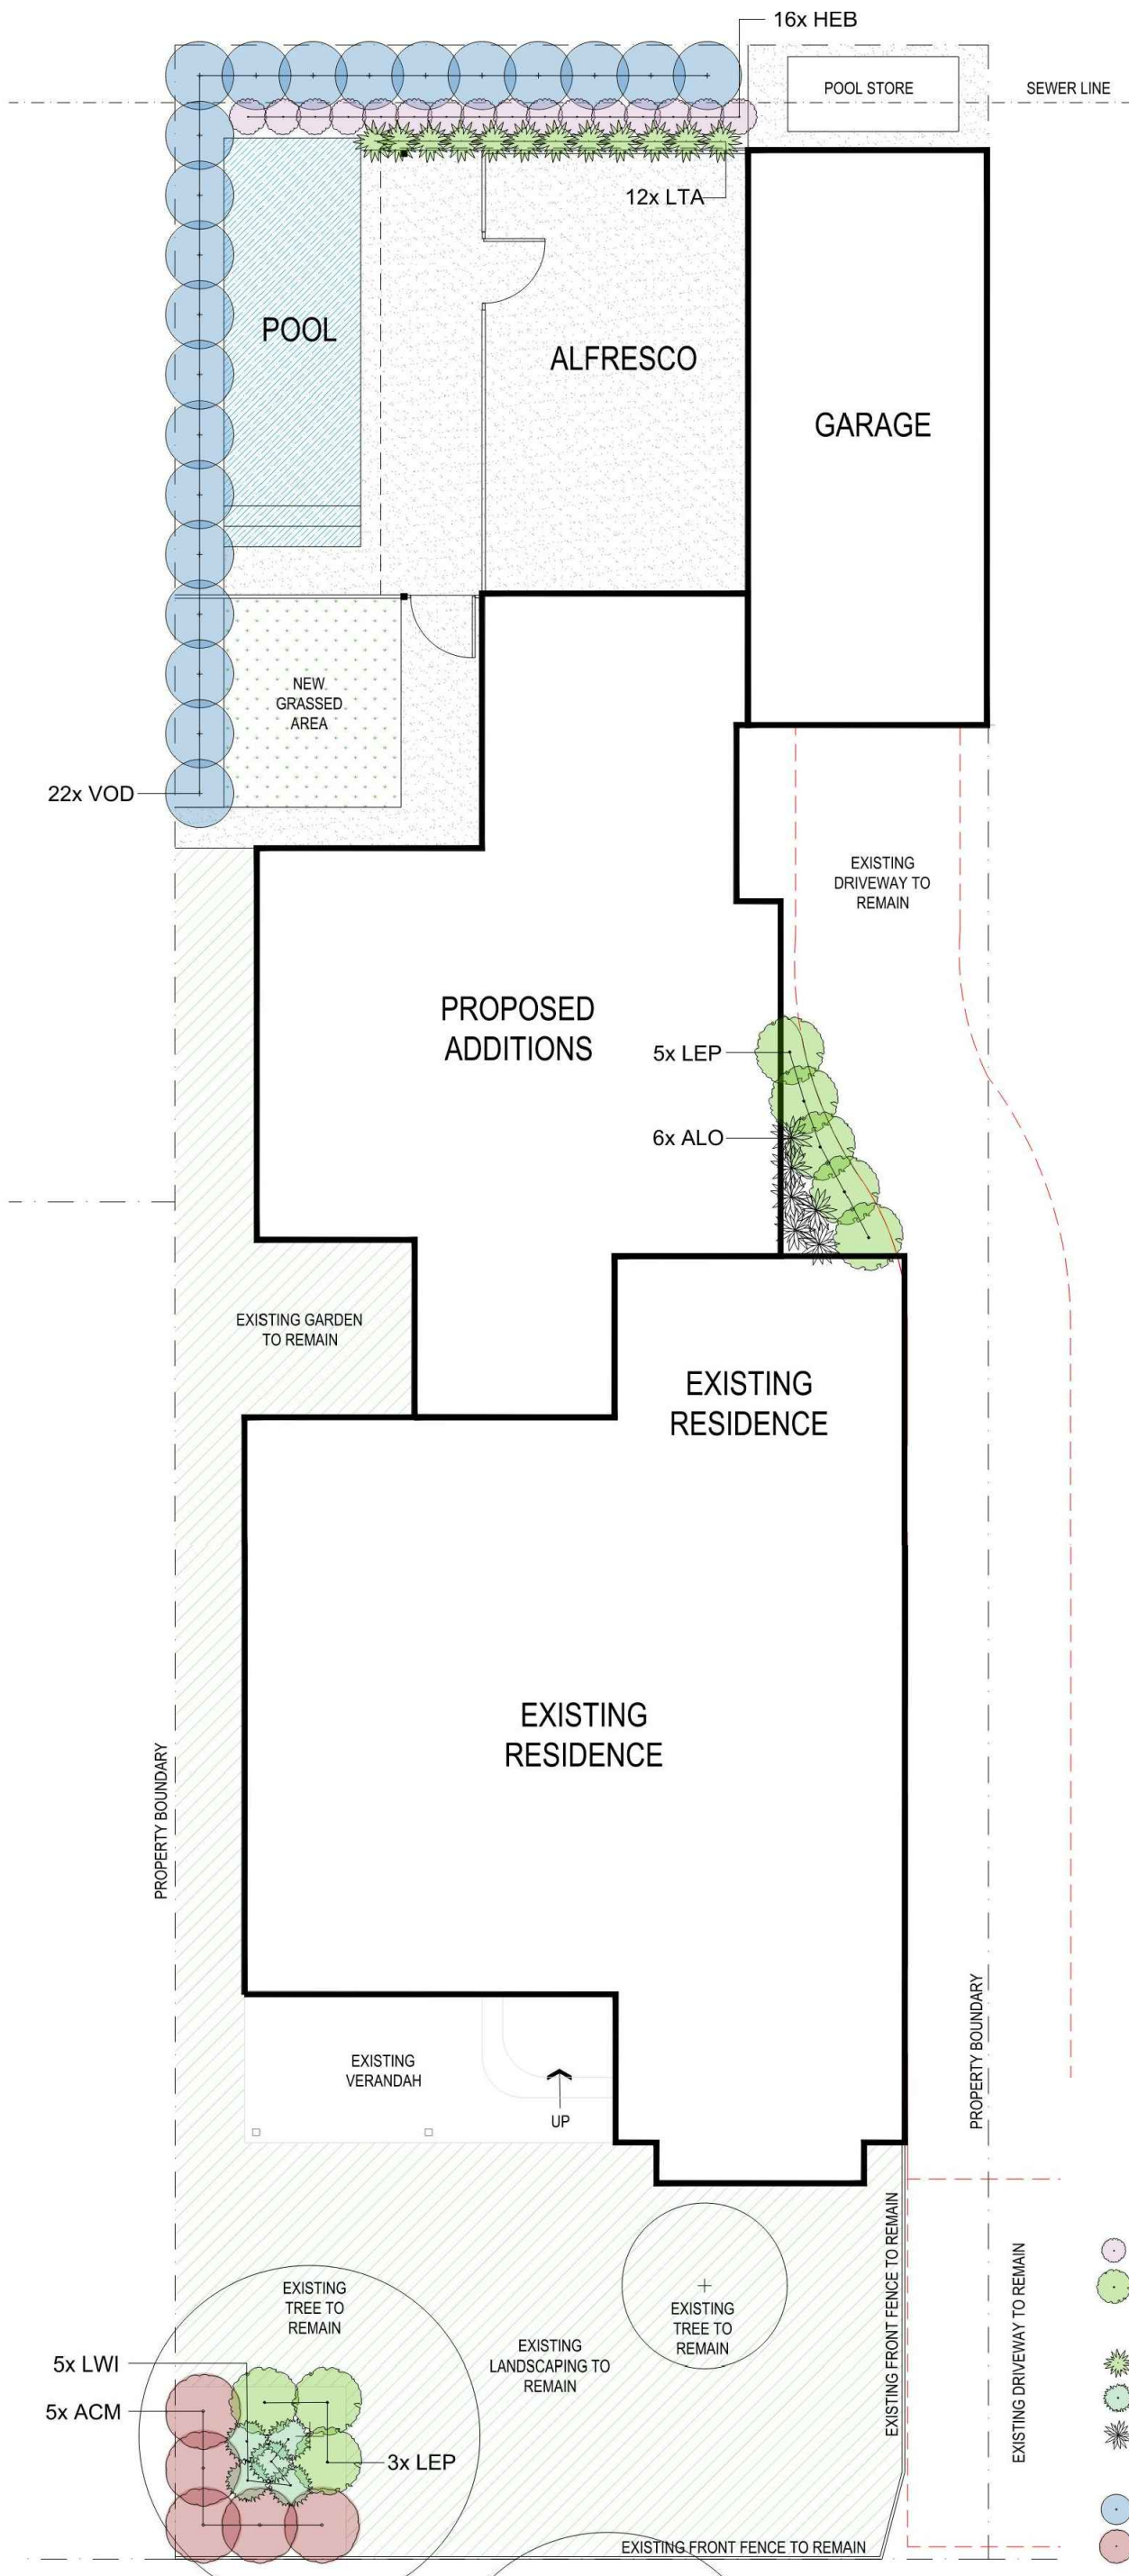 16x HEB
POOL STORE
SEWER LINE
12x LTA
POOL
ALFRESCO
GARAGE
NEW
GRASSED
AREA
22x VOD
EXISTING
DRIVEWAY TO
REMAIN
PROPOSED
ADDITIONS
5x LEP
6x ALO
EXISTING GARDEN
TO REMAIN
EXISTING
RESIDENCE
EXISTING
RESIDENCE
PROPERTY BOUNDARY
PROPERTY BOUNDARY
EXISTING
VERANDAH
UP
EXISTING FRONT FENCE TO REMAIN
EXISTING DRIVEWAY TO REMAIN
EXISTING
TREE TO
REMAIN
EXISTING
TREE TO
REMAIN
EXISTING
LANDSCAPING TO
REMAIN
5x LWI
5x ACM
3x LEP
EXISTING FRONT FENCE TO REMAIN